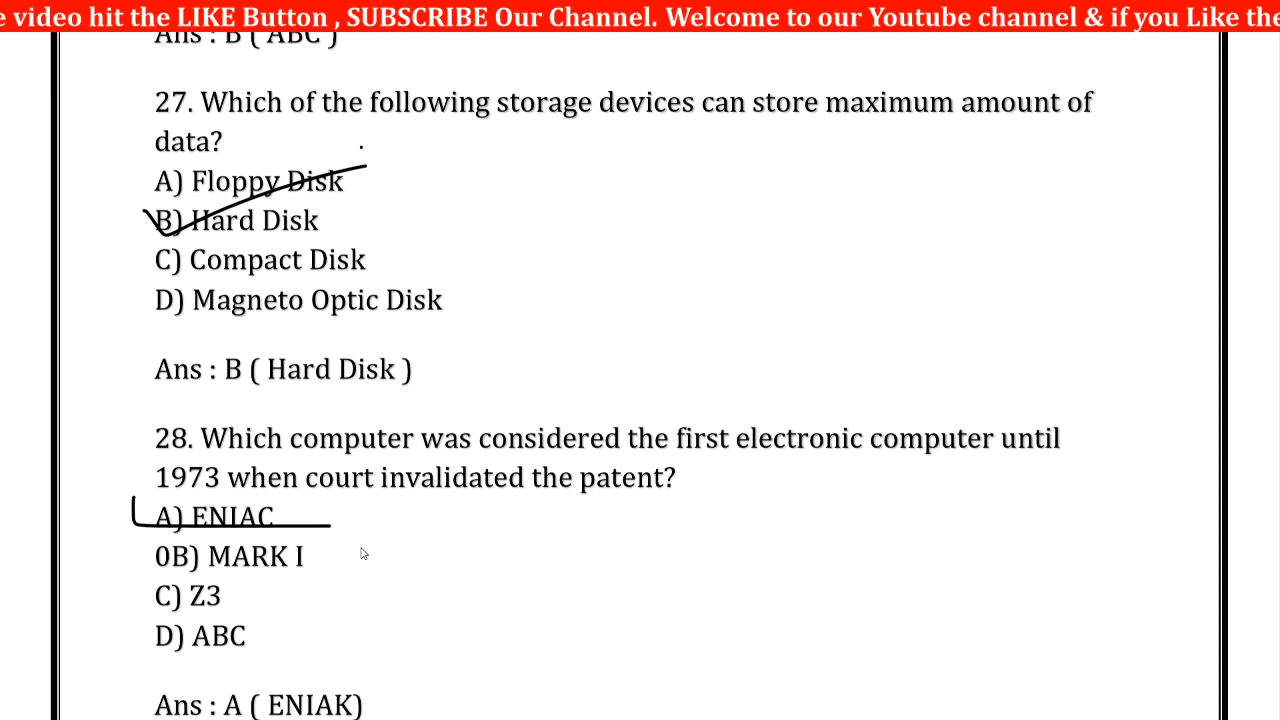 e video hit the LIKE Button , SUBSCRIBE Our Channel. Welcome to our Youtube channel & if you Like the
Ans : B ( ABC )
27. Which of the following storage devices can store maximum amount of
data?
A) Floppy Disk
B) Hard Disk
C) Compact Disk
D) Magneto Optic Disk
Ans : B ( Hard Disk )
28. Which computer was considered the first electronic computer until
1973 when court invalidated the patent?
A) ENIAC
0B) MARK I
C) Z3
D) ABC
Ans : A ( ENIAK)